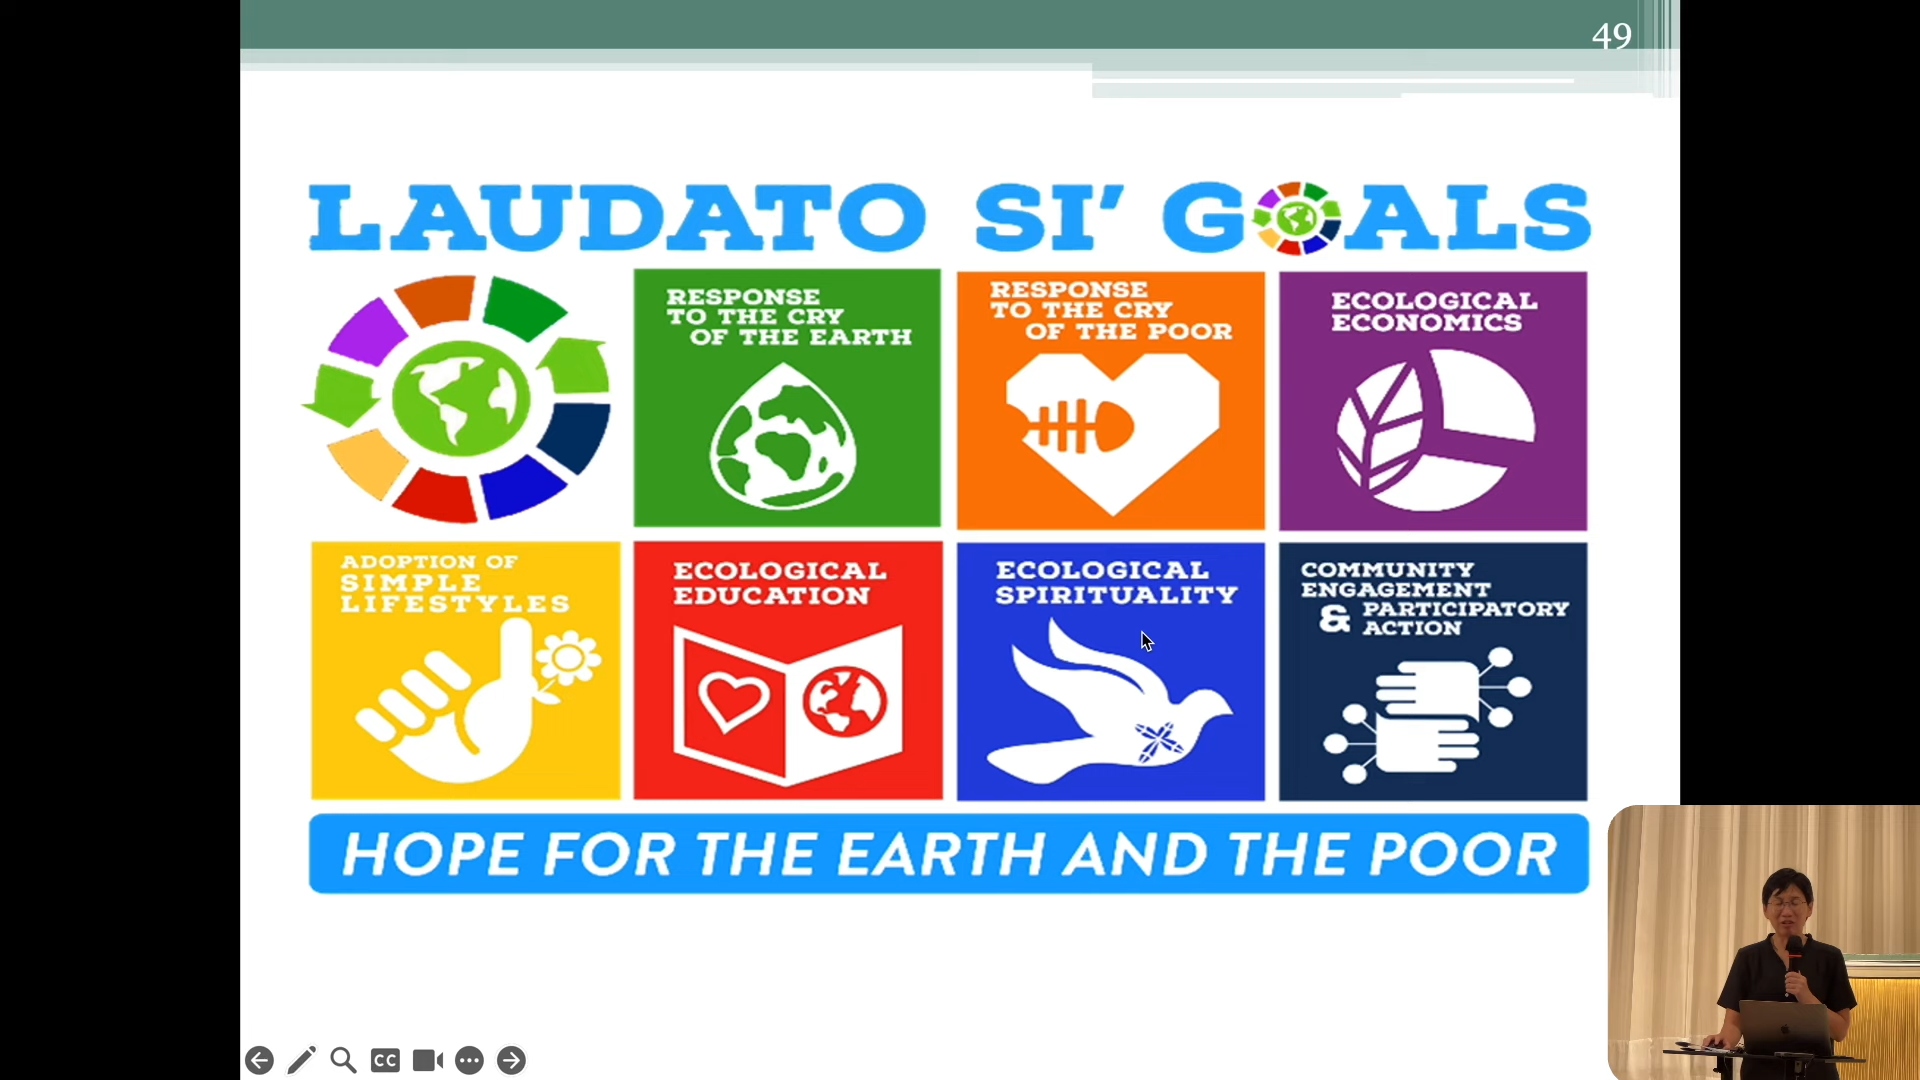 49
LAUDATO SI' GOALS
RESPONSE
TO THE CRY
OF THE EARTH
RESPONSE
TO THE CRY
OF THE POOR
ECOLOGICAL
ECONOMICS
ADOPTION OF
SIMPLE
LIFESTYLES
ECOLOGICAL
EDUCATION
ECOLOGICAL
SPIRITUALITY
COMMUNITY
ENGAGEMENT
& PARTICIPATORY
ACTION
HOPE FOR THE EARTH AND THE POOR
CC